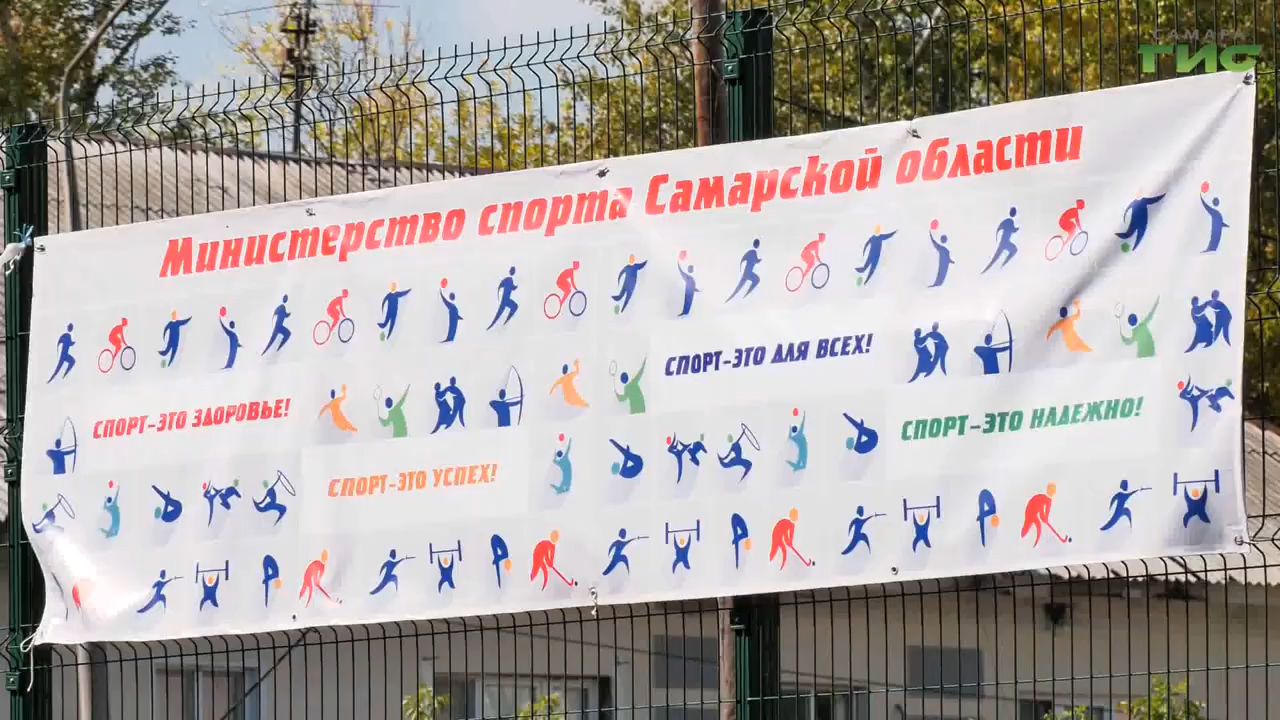 САМАРА
ТИС
Министерство спорта Самарской области
СПОРТ-ЭТО ДЛЯ ВСЕХ!
СПОРТ-ЭТО ЗДОРОВЬЕ!
СПОРТ-ЭТО НАДЕЖНО!
СПОРТ-ЭТО УСПЕХ!